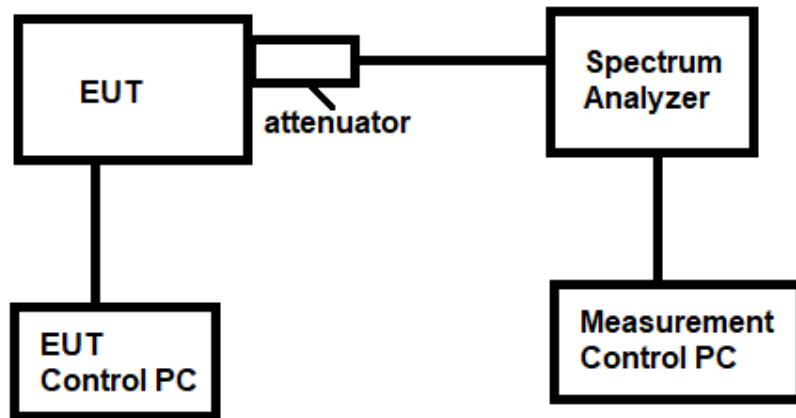 EUT
attenuator
Spectrum
Analyzer
EUT
Control PC
Measurement
Control PC